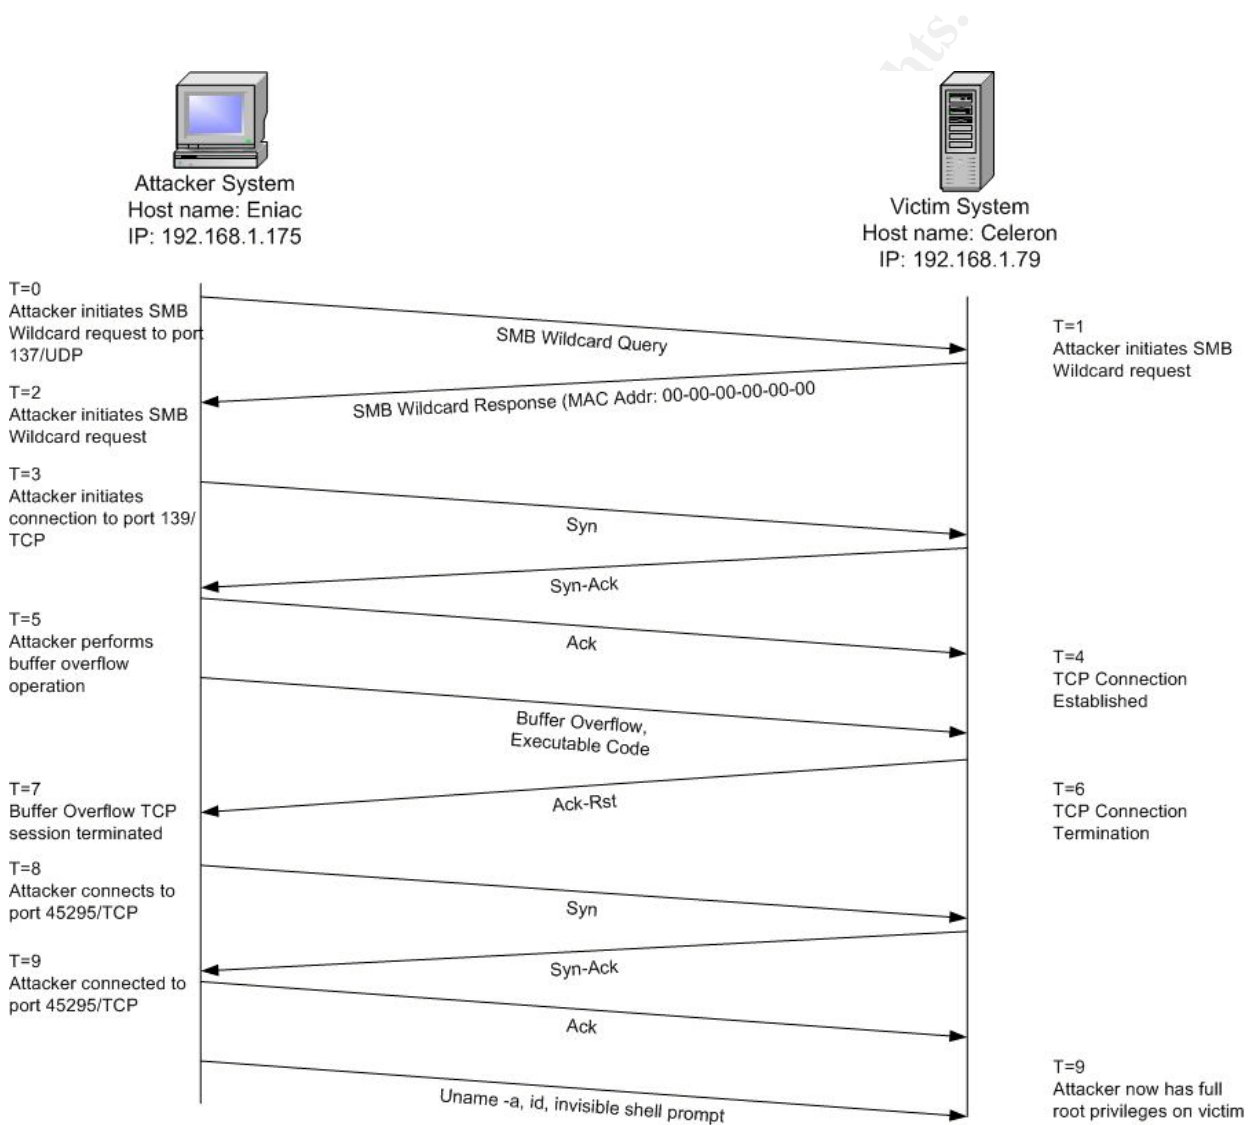 Attacker System
Host name: Eniac
IP: 192.168.1.175
Victim System
Host name: Celeron
IP: 192.168.1.79
T=0
Attacker initiates SMB
Wildcard request to port
137/UDP
SMB Wildcard Query
T=1
Attacker initiates SMB
Wildcard request
T=2
Attacker initiates SMB
Wildcard request
SMB Wildcard Response (MAC Addr: 00-00-00-00-00-00
T=3
Attacker initiates
connection to port 139/
TCP
Syn
Syn-Ack
T=5
Attacker performs
buffer overflow
operation
Ack
T=4
TCP Connection
Established
Buffer Overflow,
Executable Code
T=7
Buffer Overflow TCP
session terminated
Ack-Rst
T=6
TCP Connection
Termination
T=8
Attacker connects to
port 45295/TCP
Syn
T=9
Attacker connected to
port 45295/TCP
Syn-Ack
Ack
Uname -a, id, invisible shell prompt
T=9
Attacker now has full
root privileges on victim